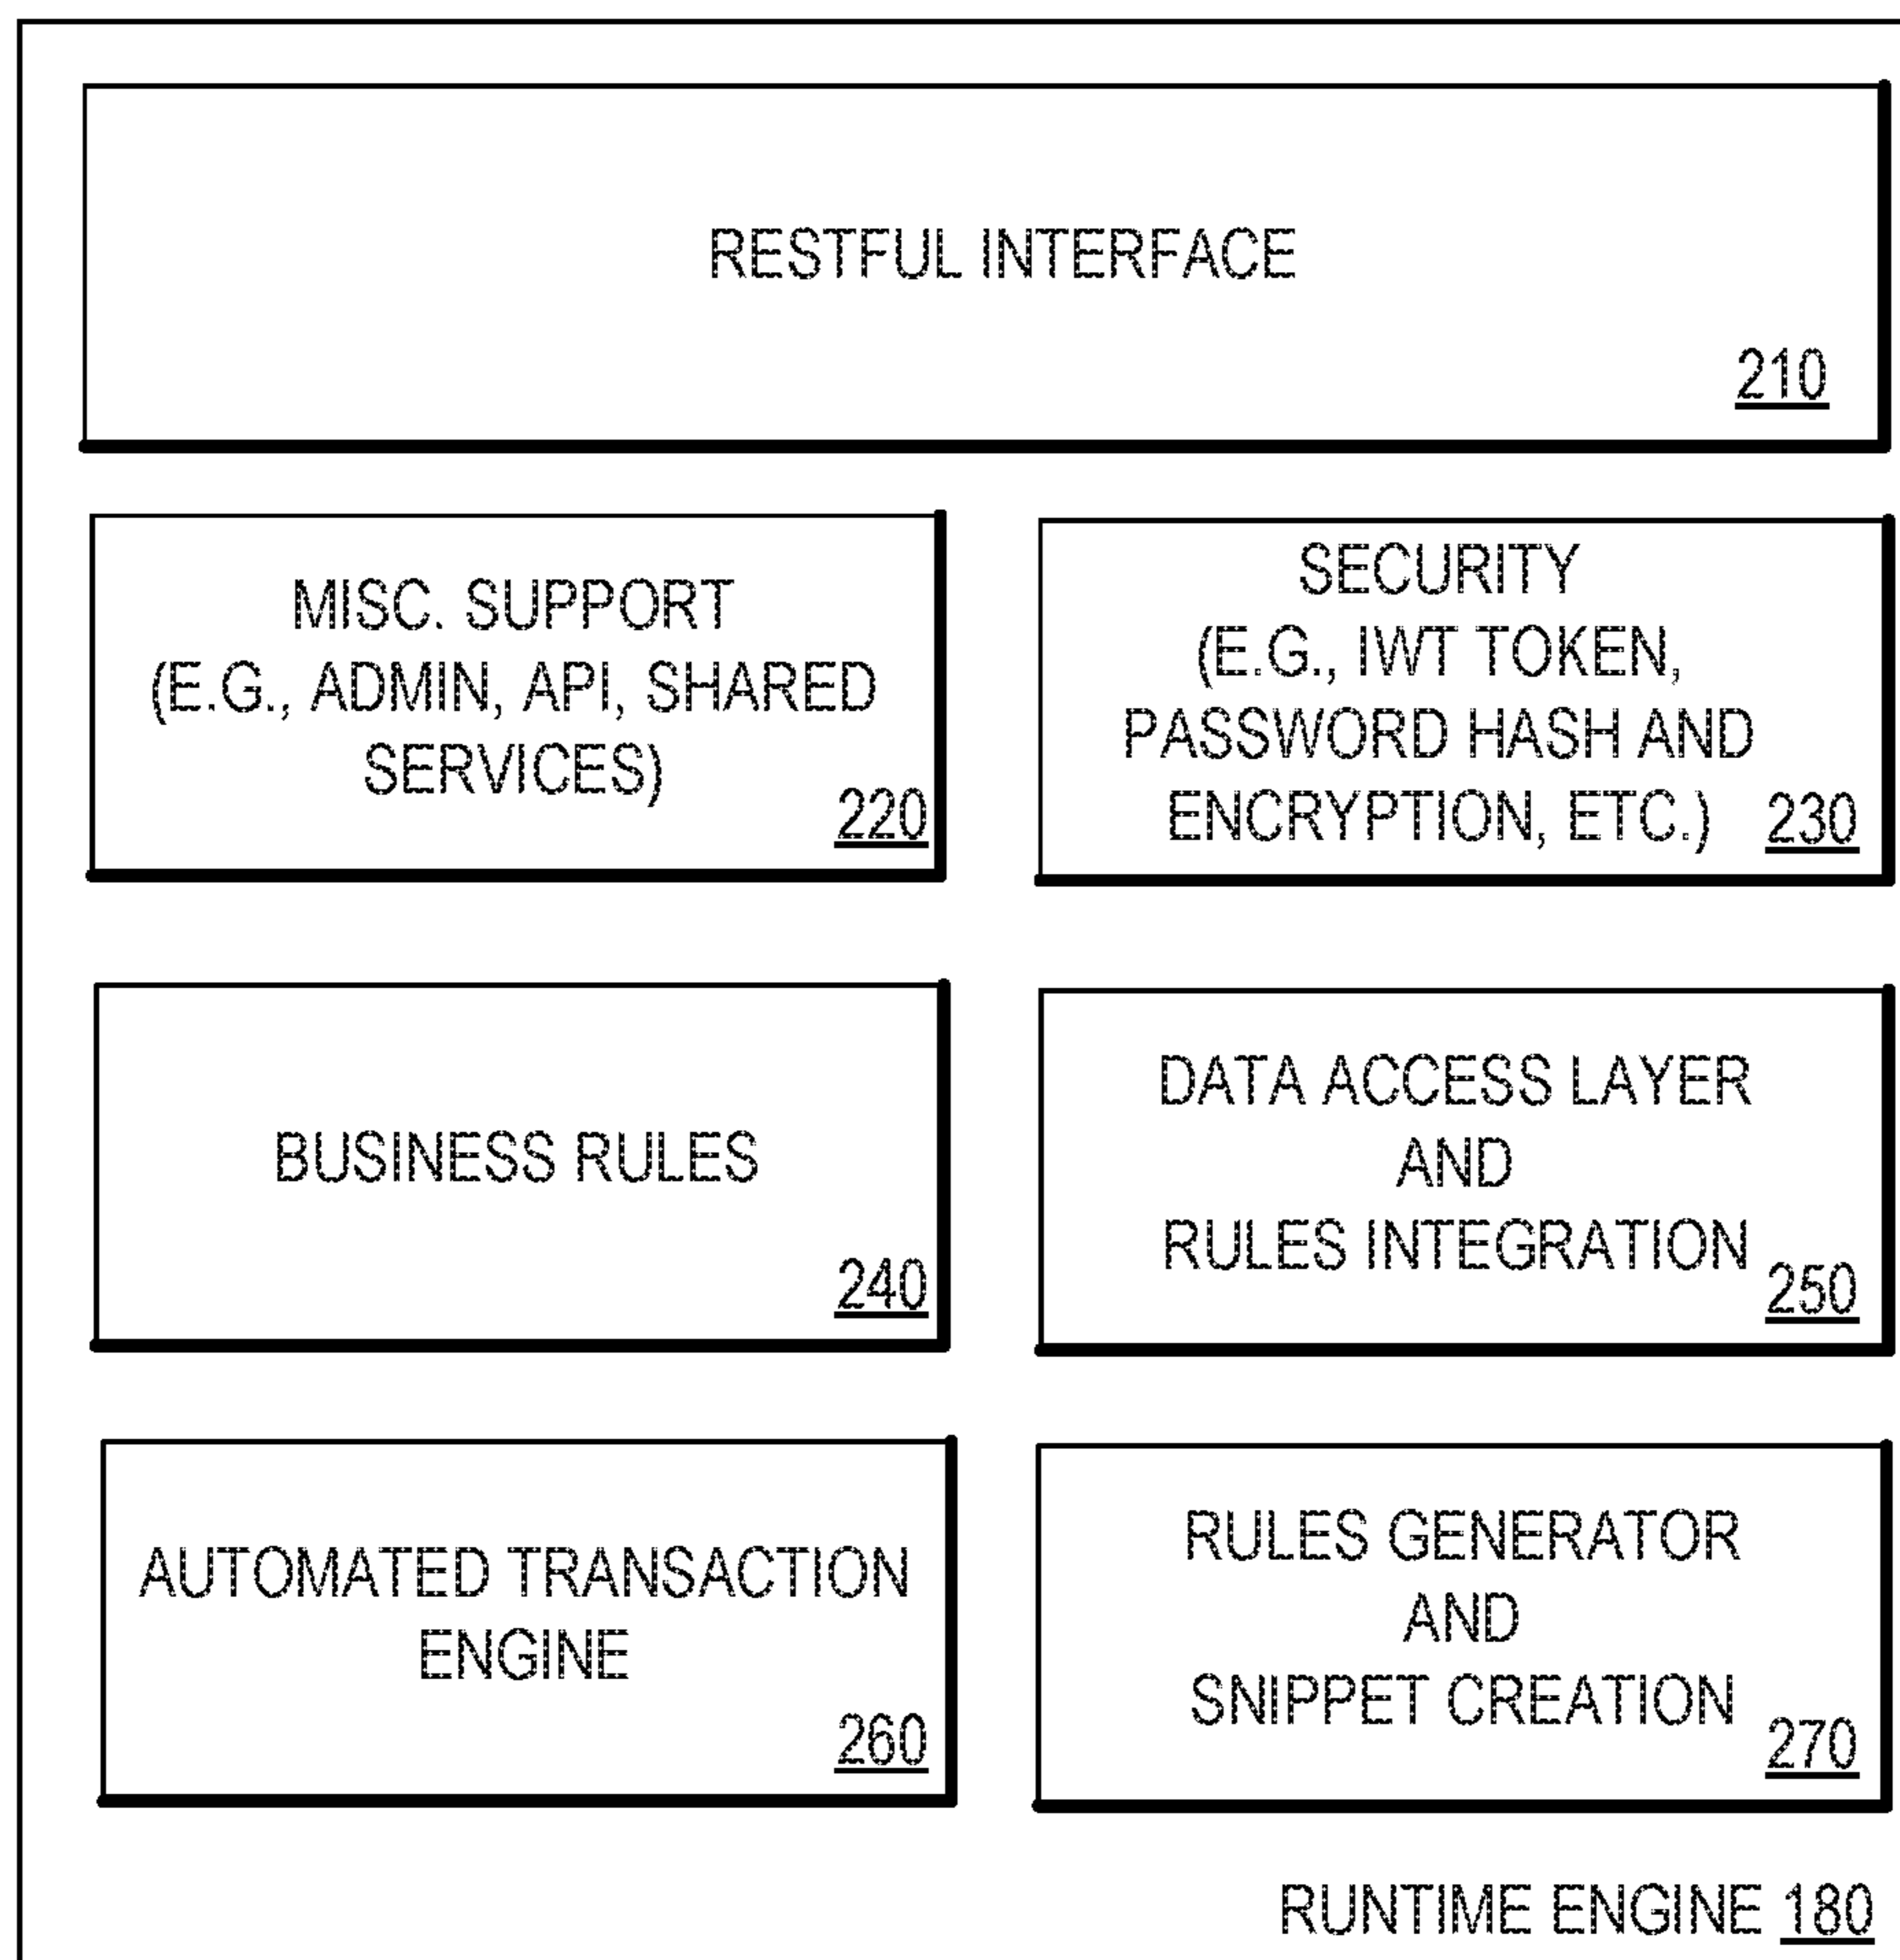 RESTFUL INTERFACE
210
MISC. SUPPORT
(E.G., ADMIN, API, SHARED
SERVICES)
220
SECURITY
(E.G., IWT TOKEN,
PASSWORD HASH AND
ENCRYPTION, ETC.)
230
BUSINESS RULES
240
DATA ACCESS LAYER
AND
RULES INTEGRATION
250
AUTOMATED TRANSACTION
ENGINE
260
RULES GENERATOR
AND
SNIPPET CREATION
270
RUNTIME ENGINE 180